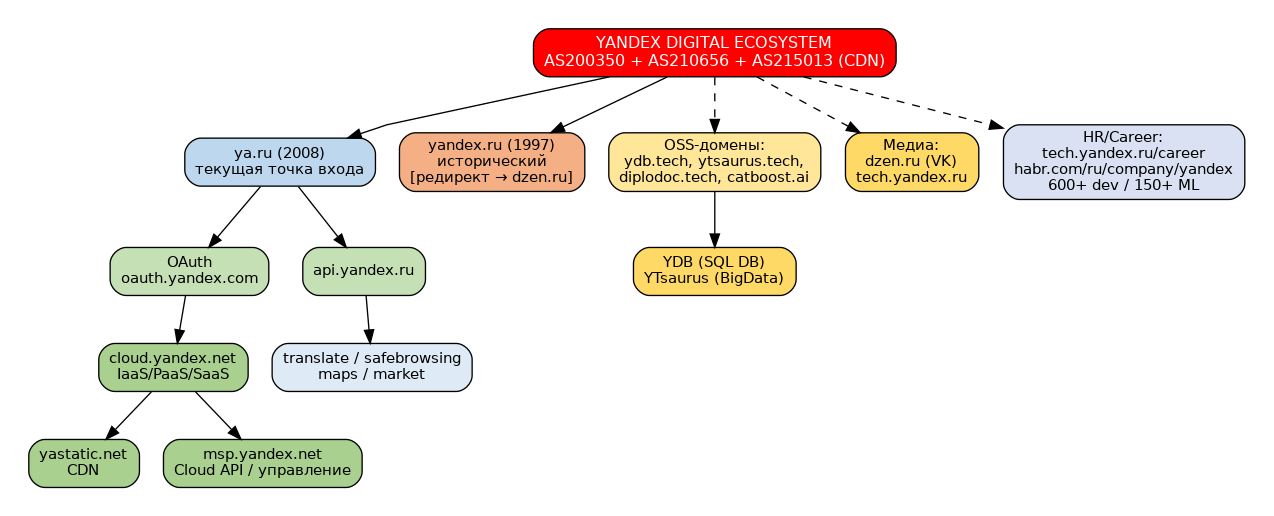 YANDEX DIGITAL ECOSYSTEM
AS200350 + AS210656 + AS215013 (CDN)
ya.ru (2008)
текущая точка входа
yandex.ru (1997)
исторический
[редирект → dzen.ru]
OSS-домены:
ydb.tech, ytsaurus.tech,
diplodoc.tech, catboost.ai
Медиа:
dzen.ru (VK)
tech.yandex.ru
HR/Career:
tech.yandex.ru/career
habr.com/ru/company/yandex
600+ dev / 150+ ML
OAuth
oauth.yandex.com
api.yandex.ru
YDB (SQL DB)
YTsaurus (BigData)
cloud.yandex.net
IaaS/PaaS/SaaS
translate / safebrowsing
maps / market
yastatic.net
CDN
msp.yandex.net
Cloud API / управление